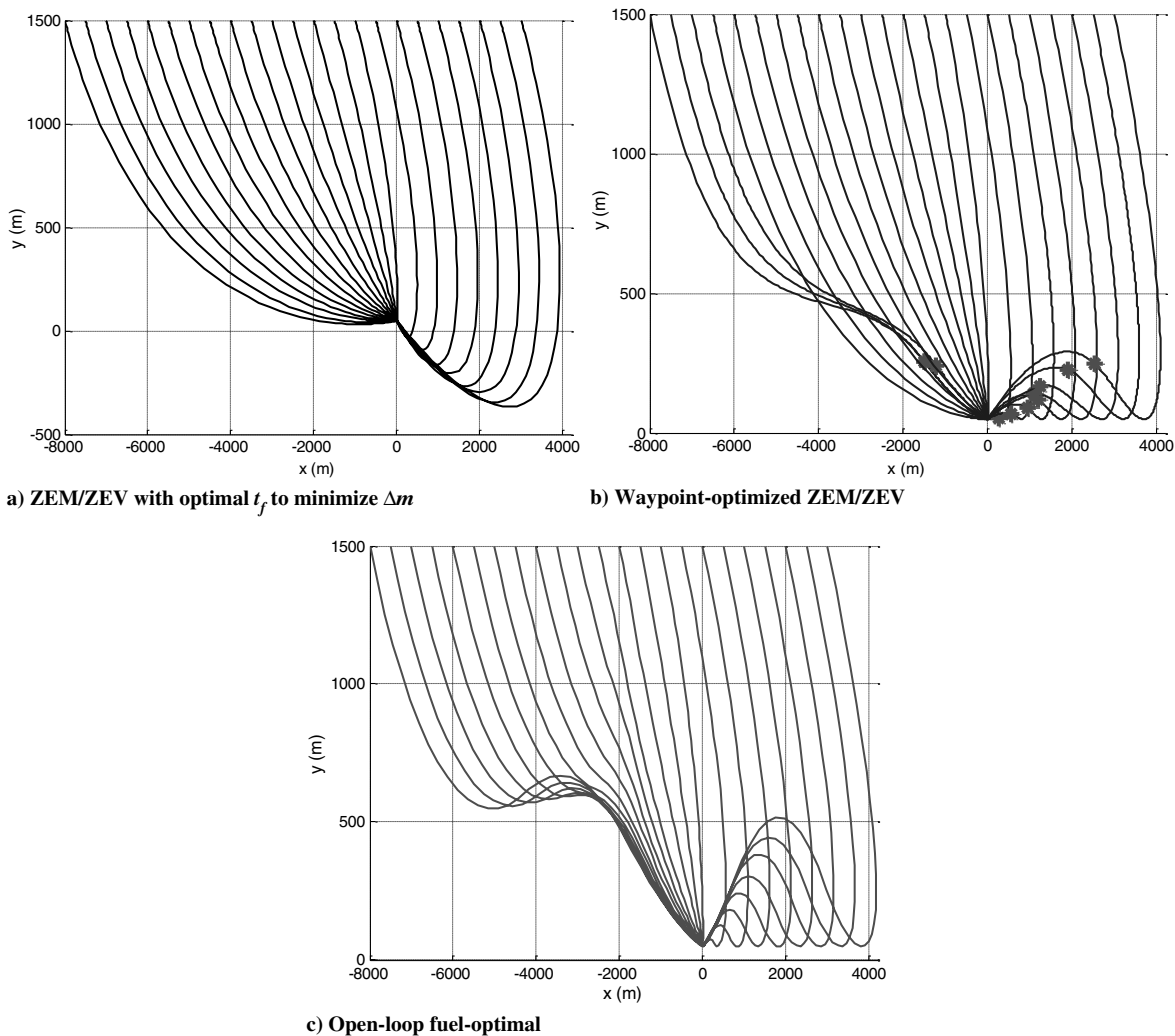 1500
1000
500
0
-500
y (m)
-8000 -6000 -4000 -2000 0 2000 4000
x (m)
a) ZEM/ZEV with optimal t_f to minimize Δm
1500
1000
500
0
y (m)
-8000 -6000 -4000 -2000 0 2000 4000
x (m)
b) Waypoint-optimized ZEM/ZEV
1500
1000
500
0
y (m)
-8000 -6000 -4000 -2000 0 2000 4000
x (m)
c) Open-loop fuel-optimal